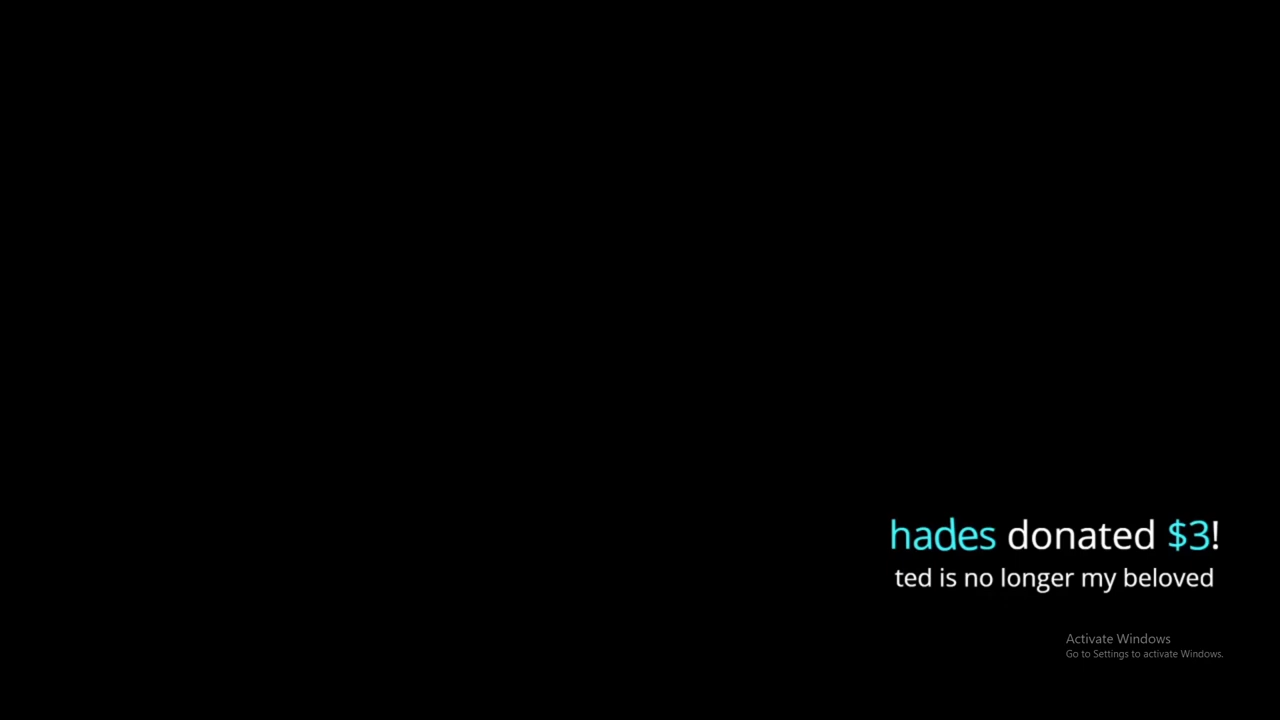 hades donated $3!
ted is no longer my beloved
Activate Windows
Go to Settings to activate Windows.